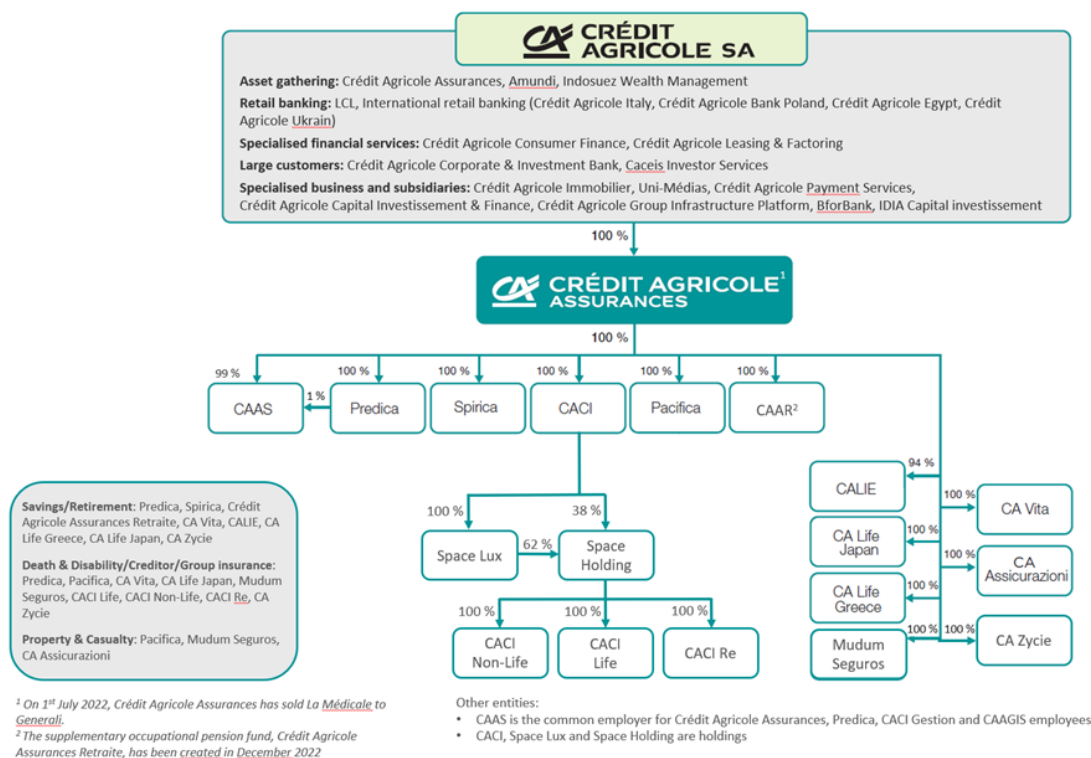 CA CRÉDIT
AGRICOLE SA
Asset gathering: Crédit Agricole Assurances, Amundi, Indosuez Wealth Management
Retail banking: LCL, International retail banking (Crédit Agricole Italy, Crédit Agricole Bank Poland, Crédit Agricole Egypt, Crédit
Agricole Ukrain)
Specialised financial services: Crédit Agricole Consumer Finance, Crédit Agricole Leasing & Factoring
Large customers: Crédit Agricole Corporate & Investment Bank, Caceis Investor Services
Specialised business and subsidiaries: Crédit Agricole Immobilier, Uni-Médias, Crédit Agricole Payment Services,
Crédit Agricole Capital Investissement & Finance, Crédit Agricole Group Infrastructure Platform, BforBank, IDIA Capital investissement
100 %
CA CRÉDIT AGRICOLE¹
ASSURANCES
100 %
99 %
100 %
100 %
100 %
100 %
100 %
CAAS
1 %
Predica
Spirica
CACI
Pacifica
CAAR²
94 %
CALIE
100 %
CA Vita
100 %
CA Life
Japan
100 %
CA
Assicurazioni
100 %
CA Life
Greece
100 %
Mudum
Seguros
100 %
CA Zycie
100 %
38 %
Space Lux
62 %
Space
Holding
100 %
100 %
100 %
CACI
Non-Life
CACI
Life
CACI Re
Savings/Retirement: Predica, Spirica, Crédit
Agricole Assurances Retraite, CA Vita, CALIE, CA
Life Greece, CA Life Japan, CA Zycie
Death & Disability/Creditor/Group insurance:
Predica, Pacifica, CA Vita, CA Life Japan, Mudum
Seguros, CACI Life, CACI Non-Life, CACI Re, CA
Zycie
Property & Casualty: Pacifica, Mudum Seguros,
CA Assicurazioni
¹ On 1st July 2022, Crédit Agricole Assurances has sold La Médicale to
Generali.
² The supplementary occupational pension fund, Crédit Agricole
Assurances Retraite, has been created in December 2022
Other entities:
• CAAS is the common employer for Crédit Agricole Assurances, Predica, CACI Gestion and CAAGIS employees
• CACI, Space Lux and Space Holding are holdings